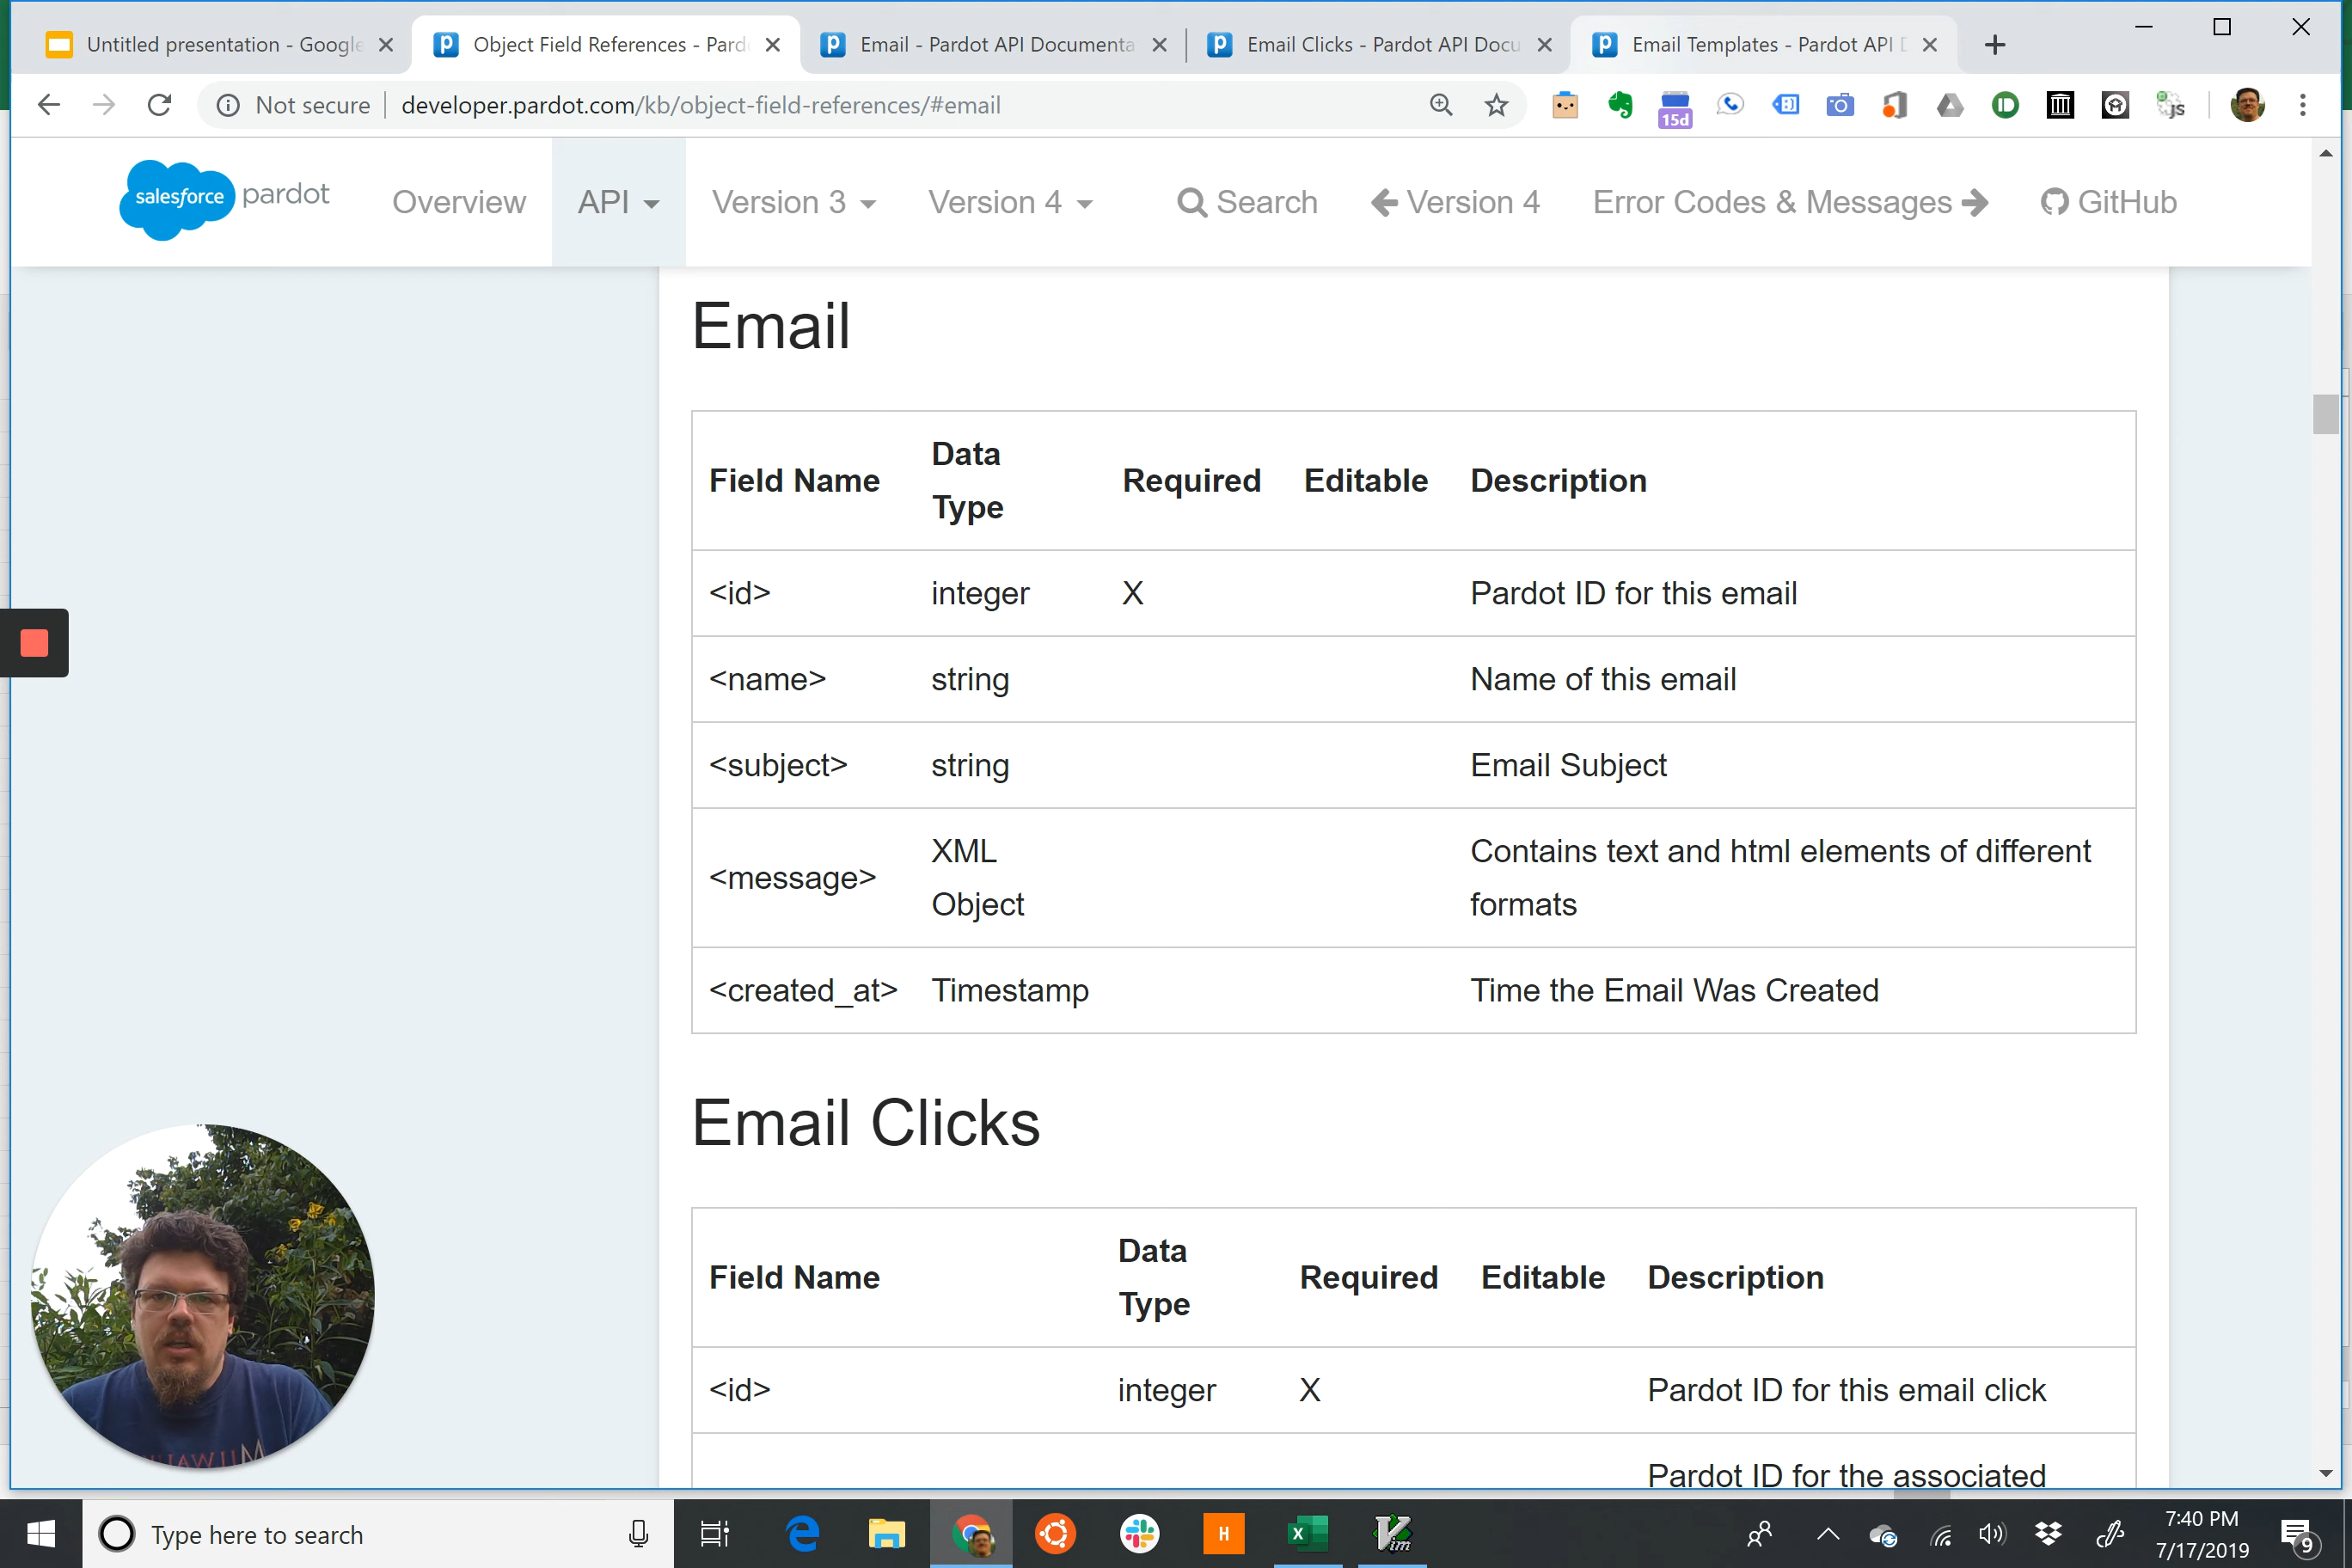 Untitled presentation - Google
Object Field References - Pard
Email - Pardot API Documenta
Email Clicks - Pardot API Docu
Email Templates - Pardot API D
Not secure
developer.pardot.com/kb/object-field-references/#email
15d
js
salesforce pardot
Overview
API
Version 3
Version 4
Search
Version 4
Error Codes & Messages
GitHub
Email
Field Name
Data
Type
Required
Editable
Description
<id>
integer
X
Pardot ID for this email
<name>
string
Name of this email
<subject>
string
Email Subject
<message>
XML
Object
Contains text and html elements of different
formats
<created_at>
Timestamp
Time the Email Was Created
Email Clicks
Field Name
Data
Type
Required
Editable
Description
<id>
integer
X
Pardot ID for this email click
Pardot ID for the associated
Type here to search
H
X
Vim
7:40 PM
7/17/2019
9